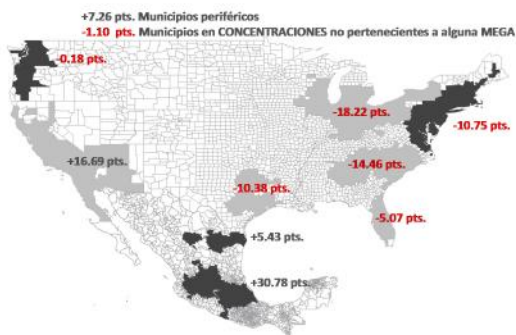 +7.26 pts. Municipios periféricos
-1.10 pts. Municipios en CONCENTRACIONES no pertenecientes a alguna MEGA
-0.18 pts.
-18.22 pts.
-10.75 pts.
+16.69 pts.
-14.46 pts.
-10.38 pts.
-5.07 pts.
+5.43 pts.
+30.78 pts.